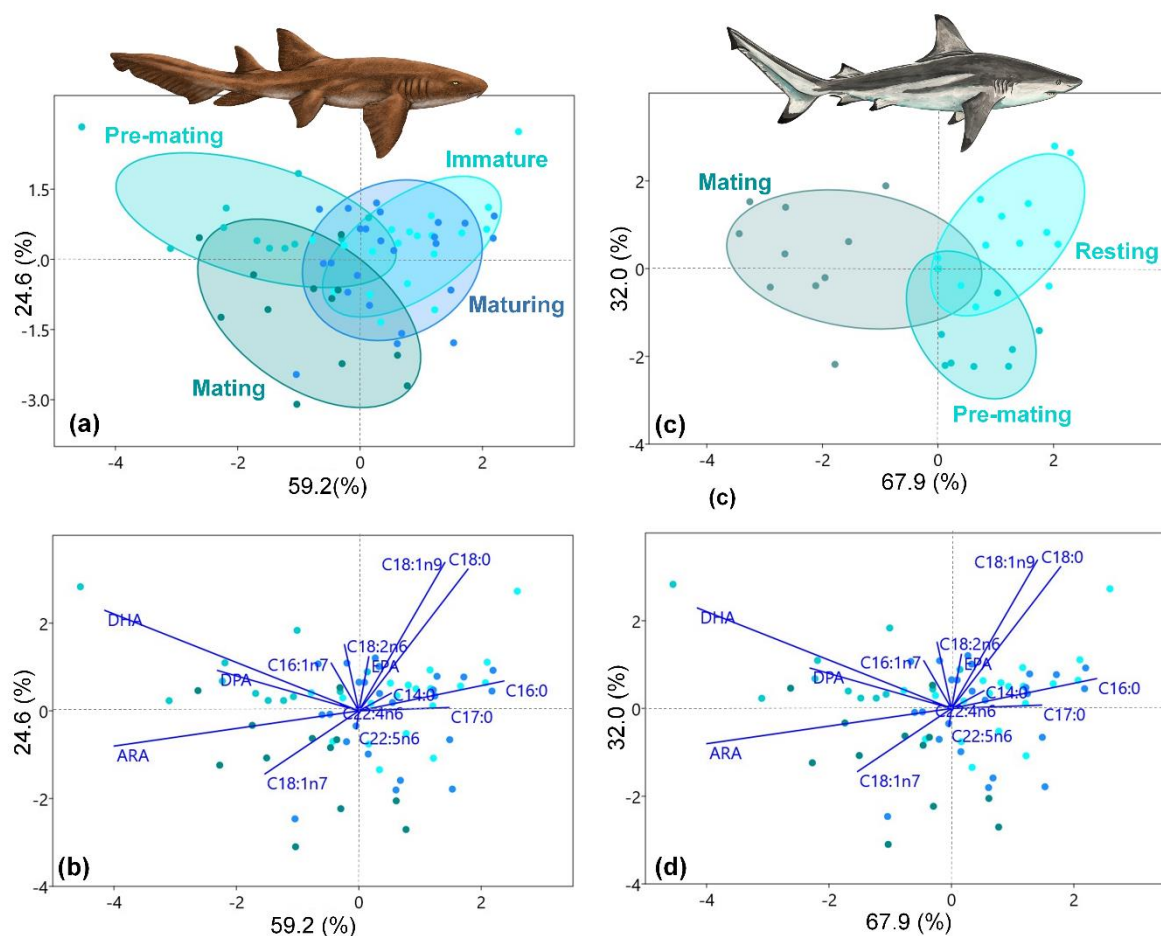 Pre-mating
Immature
Maturing
Mating
(a)
1.5
.0
-1.5
-3.0
24.6 (%)
-4
-2
0
2
59.2(%)
Mating
Resting
Pre-mating
(c)
2
0
-2
-4
32.0 (%)
-4
-2
0
2
67.9 (%)
(c)
C18:1n9
C18:0
DHA
C18:2n6
C16:1n7
EPA
DPA
C16:0
C14:0
C17:0
C22:4n6
C22:5n6
ARA
C18:1n7
(b)
2
0
-2
-4
24.6 (%)
-4
-2
0
2
59.2 (%)
C18:1n9
C18:0
DHA
C18:2n6
C16:1n7
EPA
DPA
C16:0
C14:0
C17:0
C22:4n6
C22:5n6
ARA
C18:1n7
(d)
2
0
-2
-4
32.0 (%)
-4
-2
0
2
67.9 (%)